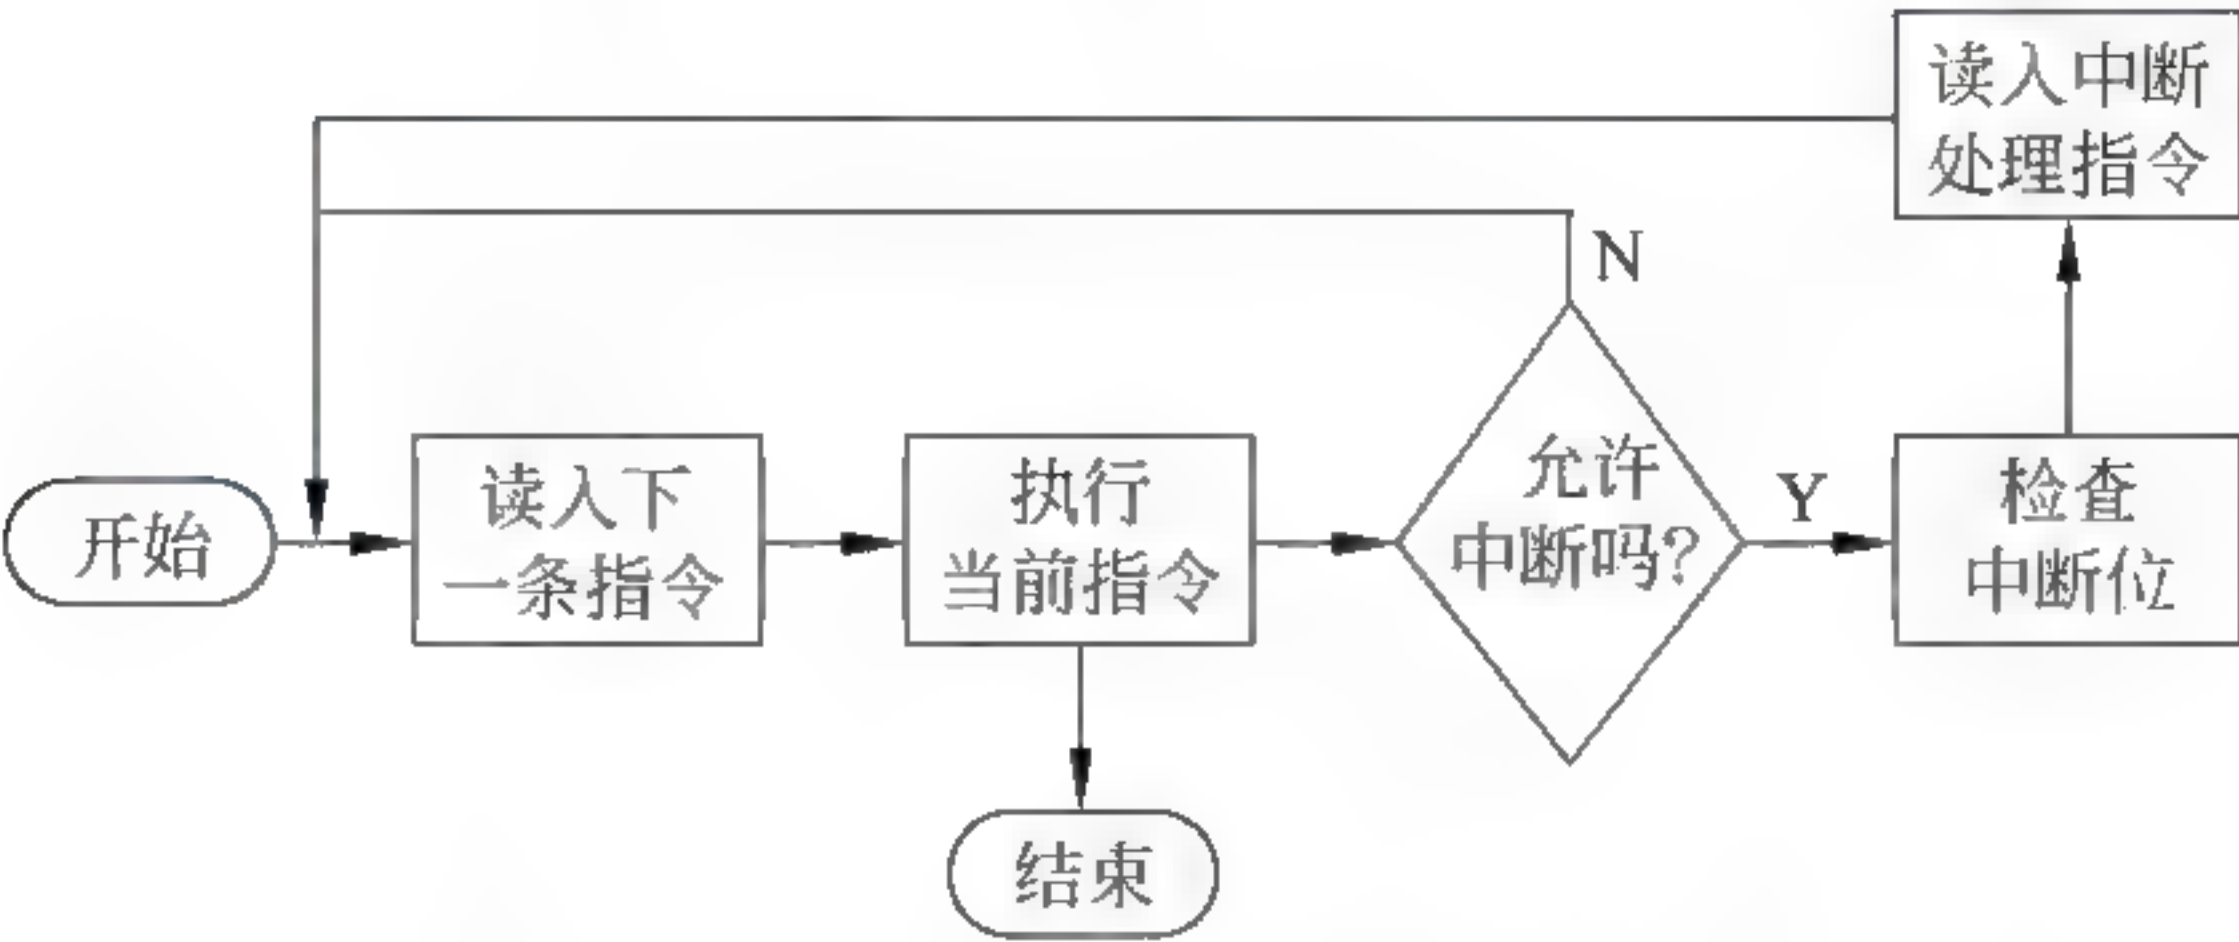 读入中断
处理指令
N
开始
读入下
一条指令
执行
当前指令
允许
中断吗?
Y
检查
中断位
结束